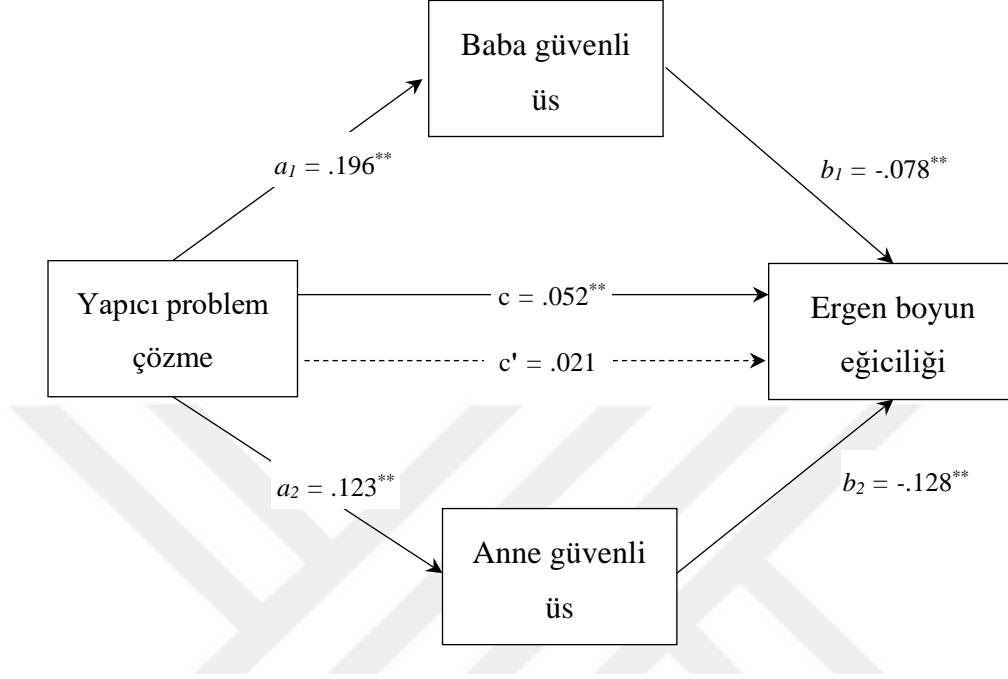 Baba güvenli
üs
a1 = .196**
b1 = -.078**
Yapıcı problem
çözme
c = .052**
c' = .021
Ergen boyun
eğiciliği
a2 = .123**
b2 = -.128**
Anne güvenli
üs